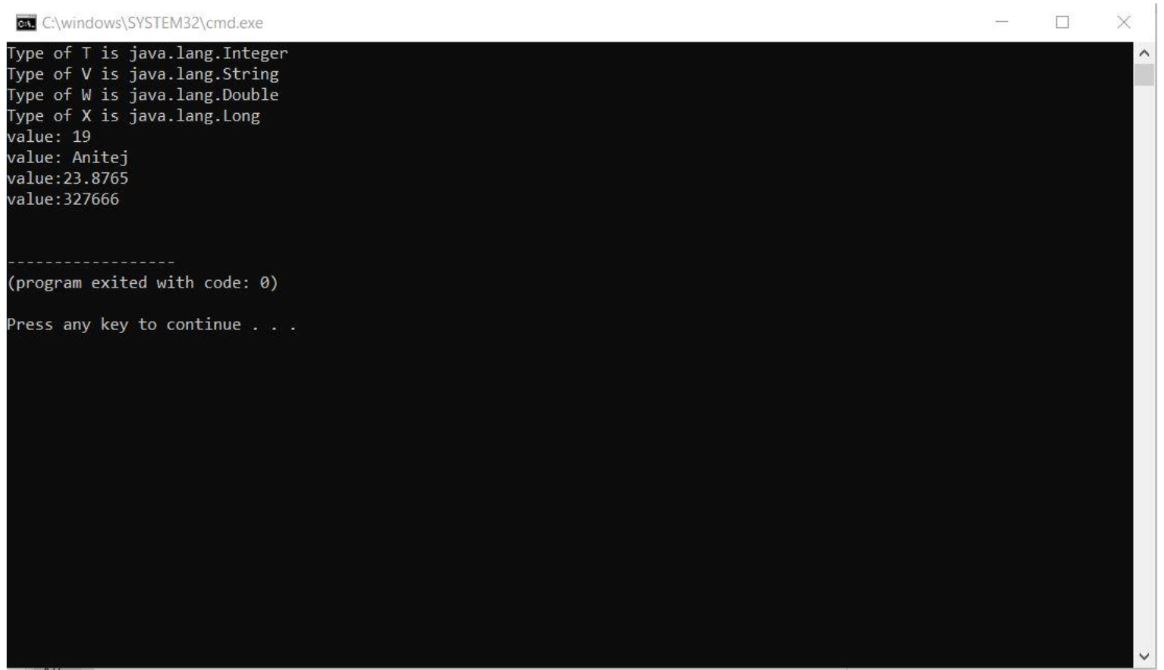 C:\windows\SYSTEM32\cmd.exe
Type of T is java.lang.Integer
Type of V is java.lang.String
Type of W is java.lang.Double
Type of X is java.lang.Long
value: 19
value: Anitej
value:23.8765
value:327666
------------------
(program exited with code: 0)
Press any key to continue . . .